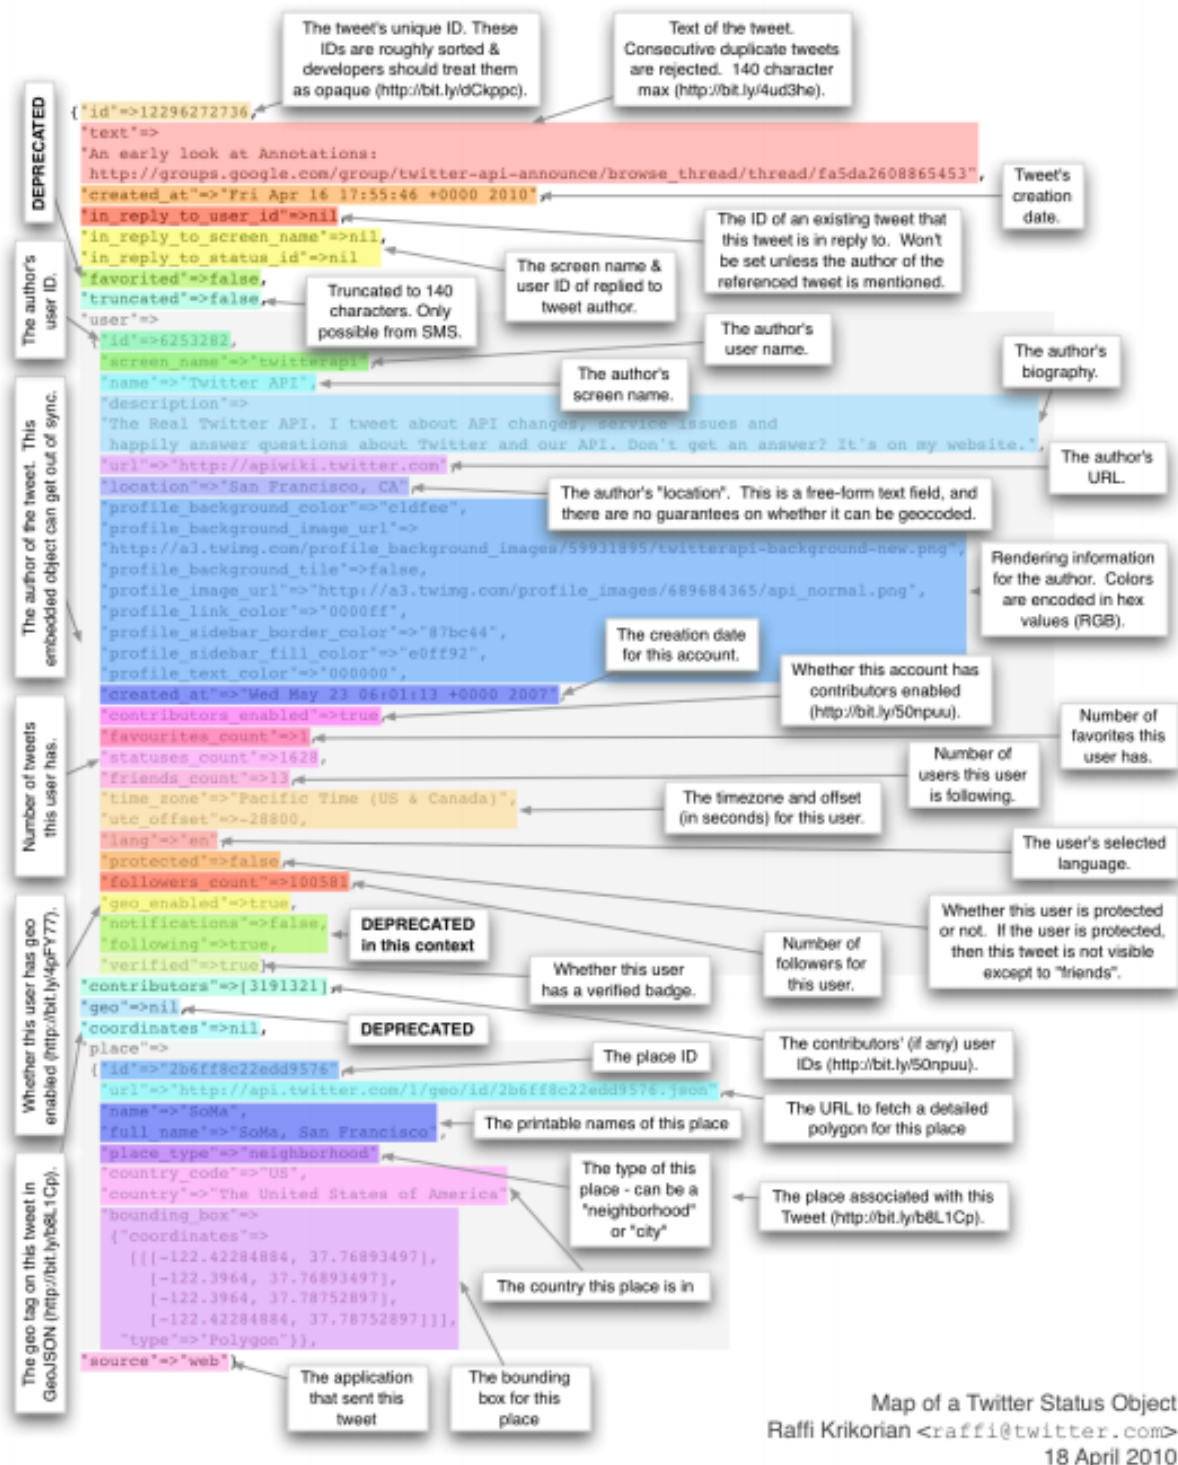 The tweet's unique ID. These
IDs are roughly sorted &
developers should treat them
as opaque (http://bit.ly/dCkppc).
Text of the tweet.
Consecutive duplicate tweets
are rejected. 140 character
max (http://bit.ly/4ud3he).
DEPRECATED
{"id"=>12296272736,
"text"=>
"An early look at Annotations:
http://groups.google.com/group/twitter-api-announce/browse_thread/thread/fa5da2608865453",
"created_at"=>"Fri Apr 16 17:55:46 +0000 2010",
Tweet's
creation
date.
"in_reply_to_user_id"=>nil,
The ID of an existing tweet that
this tweet is in reply to. Won't
be set unless the author of the
referenced tweet is mentioned.
"in_reply_to_screen_name"=>nil,
"in_reply_to_status_id"=>nil
The screen name &
user ID of replied to
tweet author.
"favorited"=>false,
"truncated"=>false,
Truncated to 140
characters. Only
possible from SMS.
The author's
user ID.
"user"=>
{"id"=>6253282,
"screen_name"=>"twitterapi",
The author's
user name.
"name"=>"Twitter API",
The author's
screen name.
The author's
biography.
"description"=>
"The Real Twitter API. I tweet about API changes, service issues and
happily answer questions about Twitter and our API. Don't get an answer? It's on my website.",
"url"=>"http://apiwiki.twitter.com",
The author's
URL.
"location"=>"San Francisco, CA",
The author's "location". This is a free-form text field, and
there are no guarantees on whether it can be geocoded.
The author of the tweet. This
embedded object can get out of sync.
"profile_background_color"=>"c1dfee",
"profile_background_image_url"=>
"http://a3.twimg.com/profile_background_images/59931895/twitterapi-background-new.png",
"profile_background_tile"=>false,
"profile_image_url"=>"http://a3.twimg.com/profile_images/689684365/api_normal.png",
"profile_link_color"=>"0000ff",
"profile_sidebar_border_color"=>"87bc44",
"profile_sidebar_fill_color"=>"e0ff92",
"profile_text_color"=>"000000",
Rendering information
for the author. Colors
are encoded in hex
values (RGB).
The creation date
for this account.
"created_at"=>"Wed May 23 06:01:13 +0000 2007",
Whether this account has
contributors enabled
(http://bit.ly/50npuu).
"contributors_enabled"=>true,
"favourites_count"=>1,
Number of
favorites this
user has.
Number of tweets
this user has.
"statuses_count"=>1628,
"friends_count"=>13,
Number of
users this user
is following.
"time_zone"=>"Pacific Time (US & Canada)",
"utc_offset"=>-28800,
The timezone and offset
(in seconds) for this user.
"lang"=>"en",
The user's selected
language.
"protected"=>false,
Whether this user is protected
or not. If the user is protected,
then this tweet is not visible
except to "friends".
"followers_count"=>100581,
Number of
followers for
this user.
Whether this user has geo
enabled (http://bit.ly/4pFY77).
"geo_enabled"=>true,
"notifications"=>false,
"following"=>true,
DEPRECATED
in this context
"verified"=>true},
Whether this user
has a verified badge.
"contributors"=>[3191321],
The contributors' (if any) user
IDs (http://bit.ly/50npuu).
"geo"=>nil,
DEPRECATED
"coordinates"=>nil,
The geo tag on this tweet in
GeoJSON (http://bit.ly/b8L1Cp).
"place"=>
{"id"=>"2b6ff8c22edd9576",
The place ID
"url"=>"http://api.twitter.com/1/geo/id/2b6ff8c22edd9576.json",
The URL to fetch a detailed
polygon for this place
"name"=>"SoMa",
"full_name"=>"SoMa, San Francisco",
The printable names of this place
"place_type"=>"neighborhood",
The type of this
place - can be a
"neighborhood"
or "city"
The place associated with this
Tweet (http://bit.ly/b8L1Cp).
"country_code"=>"US",
"country"=>"The United States of America",
The country this place is in
"bounding_box"=>
{"coordinates"=>
[[[-122.42284884, 37.76893497],
[-122.3964, 37.76893497],
[-122.3964, 37.78752897],
[-122.42284884, 37.78752897]]],
"type"=>"Polygon"}},
The bounding
box for this
place
"source"=>"web"}
The application
that sent this
tweet
Map of a Twitter Status Object
Raffi Krikorian <raffi@twitter.com>
18 April 2010